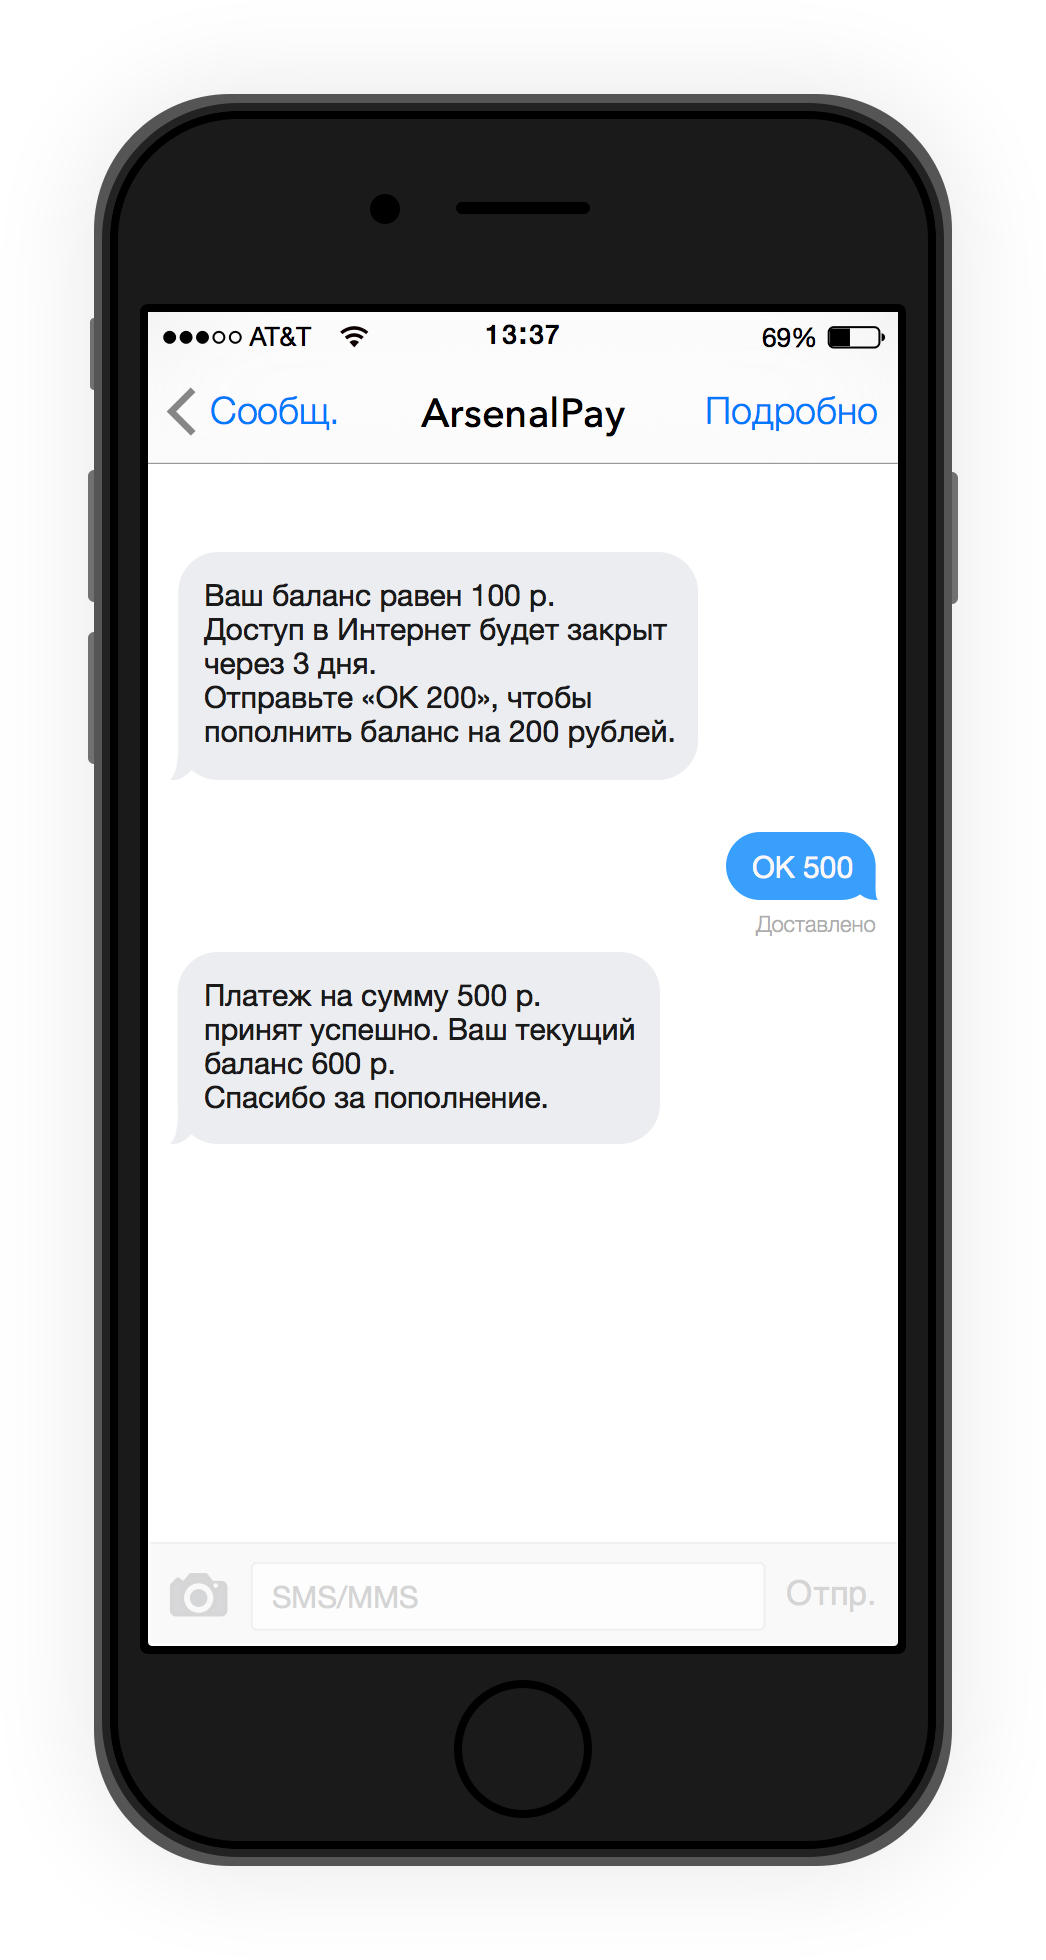 AT&T 13:37 69%
Сообщ. ArsenalPay Подробно
Ваш баланс равен 100 р.
Доступ в Интернет будет закрыт
через 3 дня.
Отправьте «ОК 200», чтобы
пополнить баланс на 200 рублей.
ОК 500
Доставлено
Платеж на сумму 500 р.
принят успешно. Ваш текущий
баланс 600 р.
Спасибо за пополнение.
SMS/MMS Отпр.